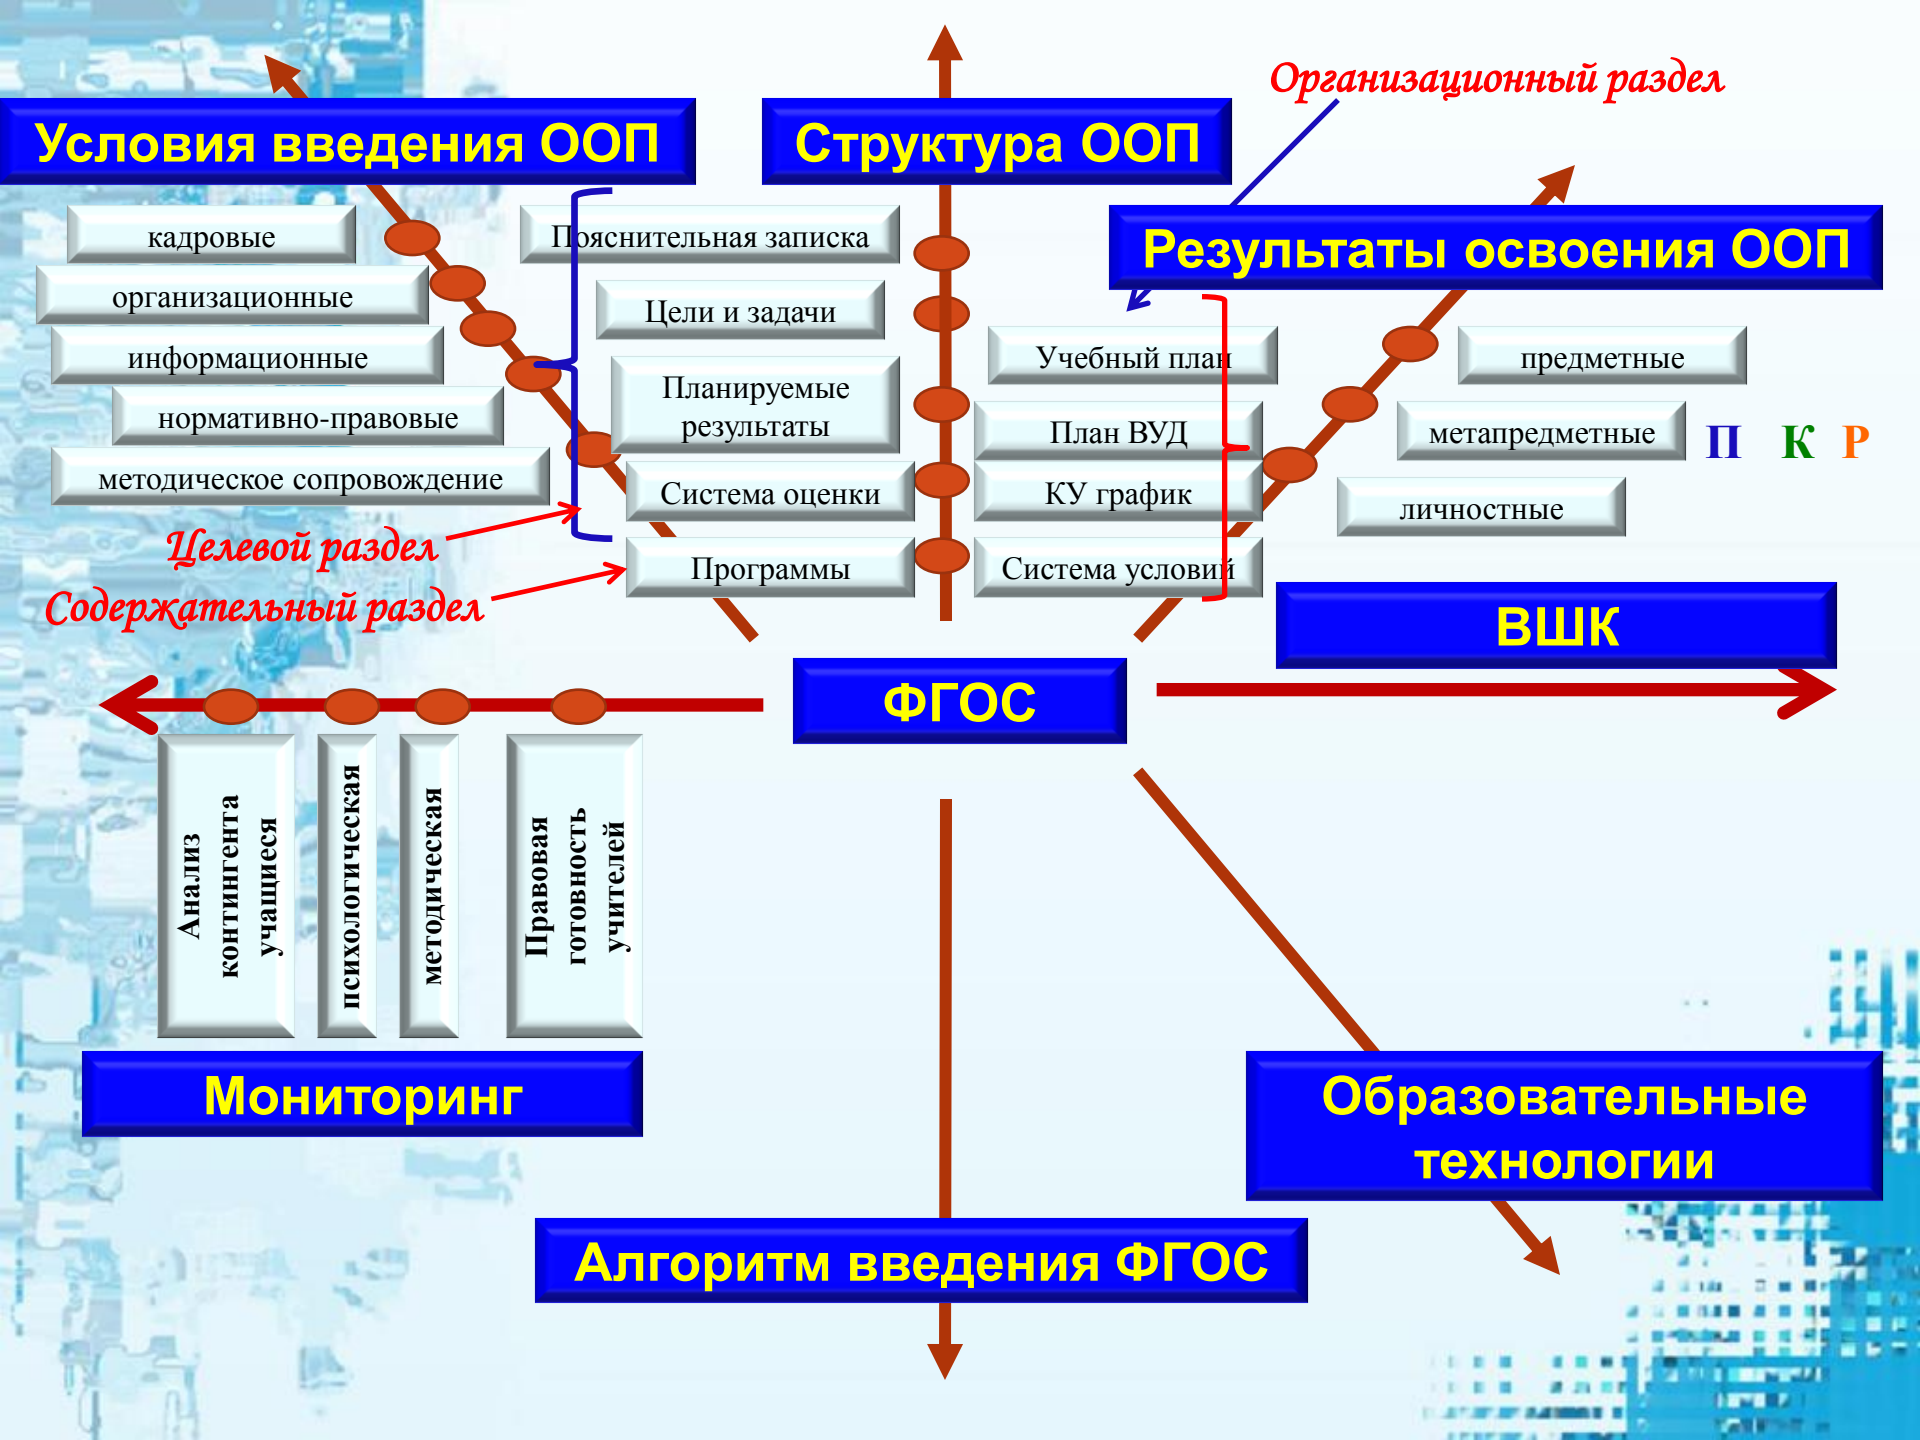 Организационный раздел
Условия введения ООП
Структура ООП
Результаты освоения ООП
кадровые
организационные
информационные
нормативно-правовые
методическое сопровождение
Пояснительная записка
Цели и задачи
Планируемые
результаты
Система оценки
Программы
Учебный план
План ВУД
КУ график
Система условий
предметные
метапредметные
П К Р
личностные
Целевой раздел
Содержательный раздел
ВШК
ФГОС
Анализ
контингента
учащиеся
психологическая
методическая
Правовая
готовность
учителей
Мониторинг
Образовательные
технологии
Алгоритм введения ФГОС